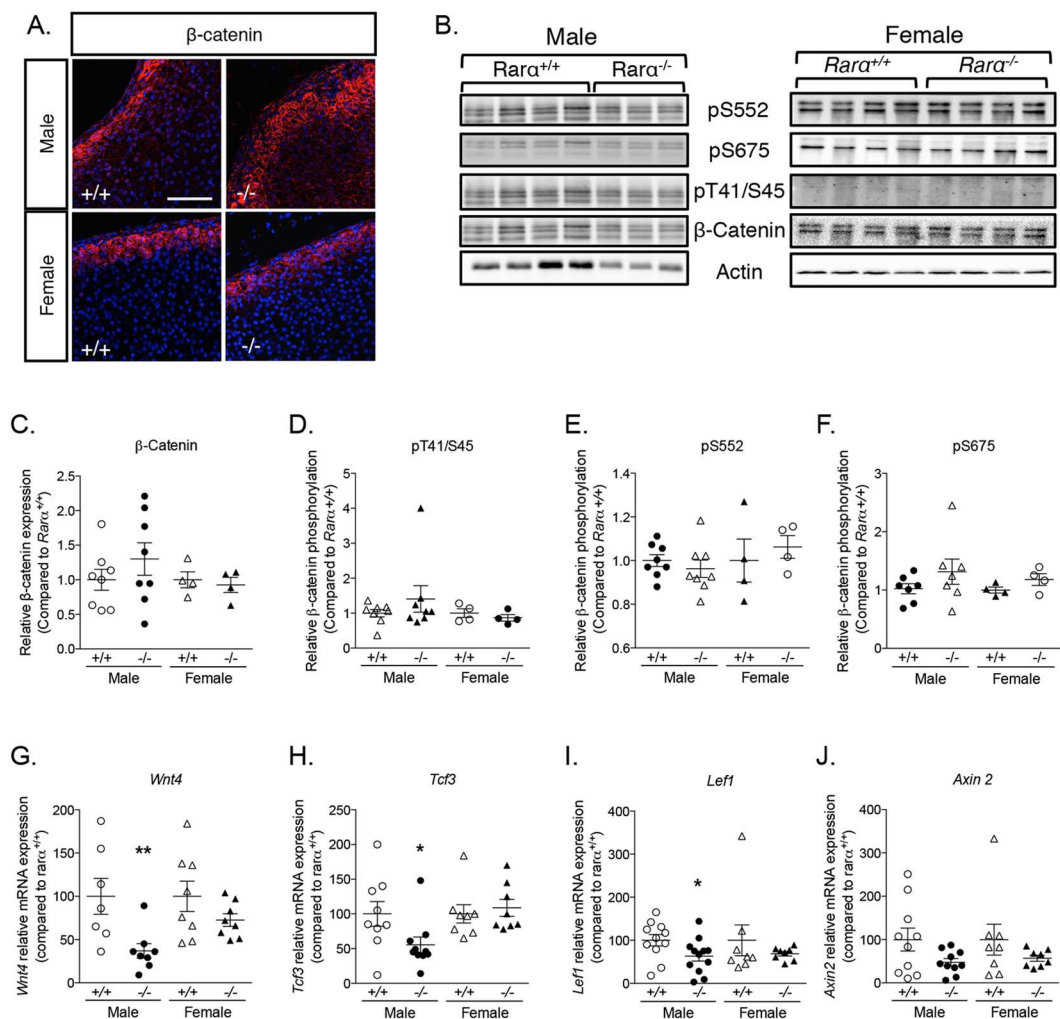 A.
β-catenin
Male
+/+
-/-
Female
+/+
-/-
B.
Male
Female
Rarα+/+
Rarα-/-
Rarα+/+
Rarα-/-
pS552
pS675
pT41/S45
β-Catenin
Actin
C.
β-Catenin
Relative β-catenin expression
(Compared to Rarα+/+)
2.5
2.0
1.5
1.0
0.5
0.0
+/+ -/- +/+ -/-
Male Female
D.
pT41/S45
Relative β-catenin phosphorylation
(Compared to Rarα+/+)
5
4
3
2
1
0
+/+ -/- +/+ -/-
Male Female
E.
pS552
Relative β-catenin phosphorylation
(Compared to Rarα+/+)
1.4
1.2
1.0
0.8
0.6
+/+ -/- +/+ -/-
Male Female
F.
pS675
Relative β-catenin phosphorylation
(Compared to Rarα+/+)
3
2
1
0
+/+ -/- +/+ -/-
Male Female
G.
Wnt4
Wnt4 relative mRNA expression
(compared to rarα+/+)
200
150
100
50
0
**
+/+ -/- +/+ -/-
Male Female
H.
Tcf3
Tcf3 relative mRNA expression
(compared to rarα+/+)
250
200
150
100
50
0
*
+/+ -/- +/+ -/-
Male Female
I.
Lef1
Lef1 relative mRNA expression
(compared to rarα+/+)
400
300
200
100
0
*
+/+ -/- +/+ -/-
Male Female
J.
Axin 2
Axin2 relative mRNA expression
(compared to rarα+/+)
400
300
200
100
0
+/+ -/- +/+ -/-
Male Female